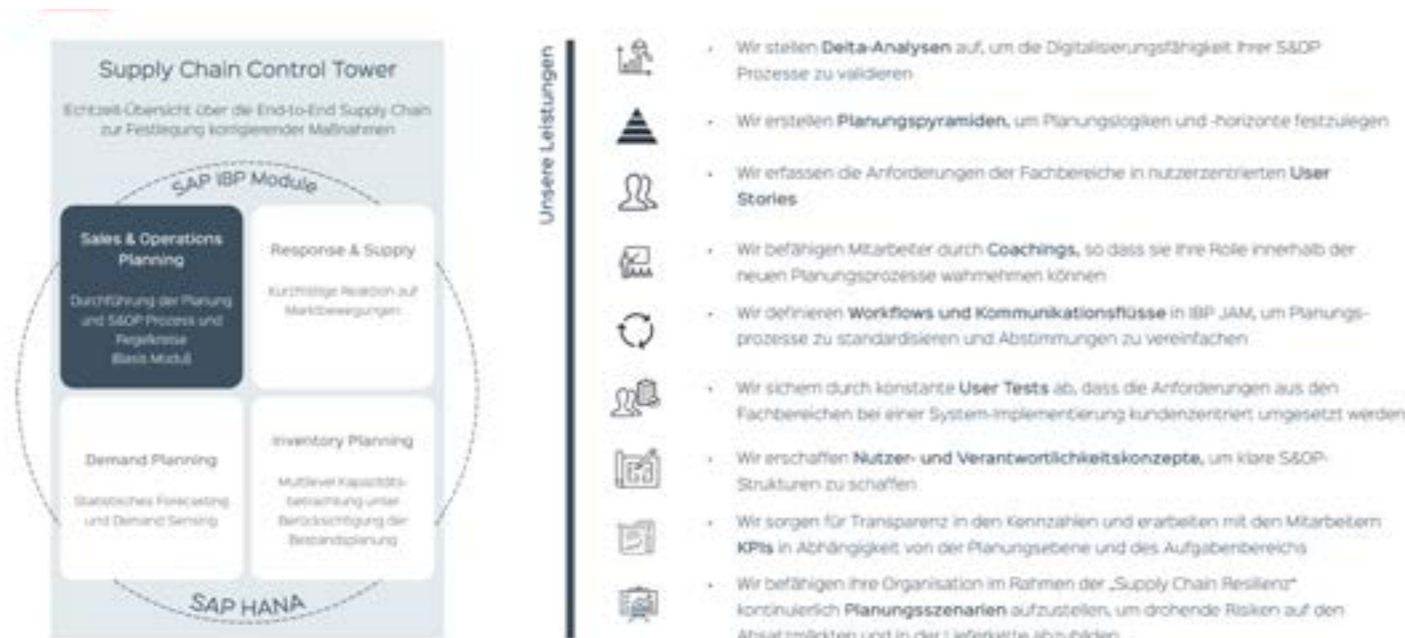 Supply Chain Control Tower
Echtzeit-Übersicht über die End-to-End Supply Chain
zur Festlegung korrigierender Maßnahmen
SAP IBP Module
Sales & Operations
Planning
Durchführung der Planung
und S&OP Prozess und
Regelkreise
Basis Modul
Response & Supply
Kurzfristige Reaktion auf
Marktbewegungen
Demand Planning
Statistisches Forecasting
und Demand Sensing
Inventory Planning
Multilevel Kapazitäts-
betrachtung unter
Berücksichtigung der
Bestandsplanung
SAP HANA
Unsere Leistungen
• Wir stellen Delta-Analysen auf, um die Digitalisierungsfähigkeit Ihrer S&OP
Prozesse zu validieren
• Wir erstellen Planungspyramiden, um Planungslogiken und -horizonte festzulegen
• Wir erfassen die Anforderungen der Fachbereiche in nutzerzentrierten User
Stories
• Wir befähigen Mitarbeiter durch Coachings, so dass sie Ihre Rolle innerhalb der
neuen Planungsprozesse wahrnehmen können
• Wir definieren Workflows und Kommunikationsflüsse in IBP JAM, um Planungs-
prozesse zu standardisieren und Abstimmungen zu vereinfachen
• Wir sichern durch konstante User Tests ab, dass die Anforderungen aus den
Fachbereichen bei einer System-Implementierung kundenzentriert umgesetzt werden
• Wir erschaffen Nutzer- und Verantwortlichkeitskonzepte, um klare S&OP-
Strukturen zu schaffen
• Wir sorgen für Transparenz in den Kennzahlen und erarbeiten mit den Mitarbeitern
KPIs in Abhängigkeit von der Planungsebene und des Aufgabenbereichs
• Wir befähigen Ihre Organisation im Rahmen der „Supply Chain Resilienz“
kontinuierlich Planungsszenarien aufzustellen, um drohende Risiken auf den
Absatzmärkten und in der Lieferkette abzubilden